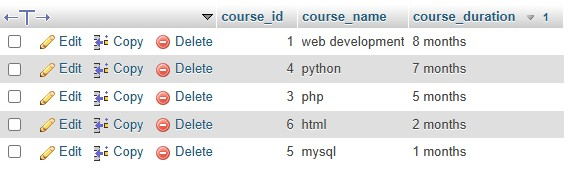 course_id course_name course_duration 1
Edit Copy Delete 1 web development 8 months
Edit Copy Delete 4 python 7 months
Edit Copy Delete 3 php 5 months
Edit Copy Delete 6 html 2 months
Edit Copy Delete 5 mysql 1 months